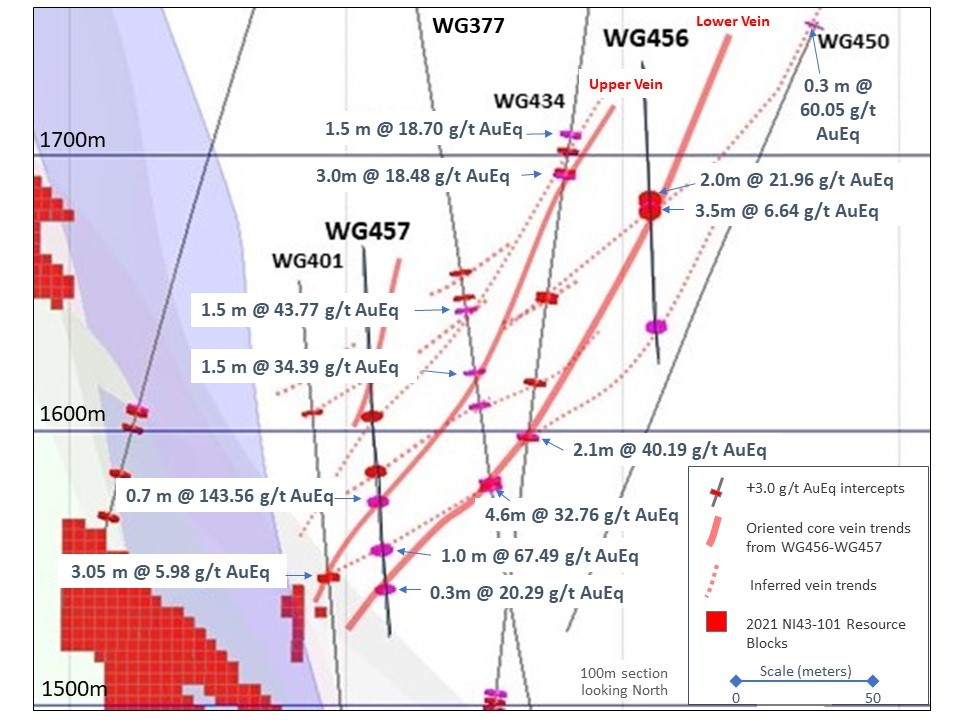 WG377
Lower Vein
WG456
WG450
Upper Vein
0.3 m @
60.05 g/t
AuEq
WG434
1.5 m @ 18.70 g/t AuEq
1700m
3.0m @ 18.48 g/t AuEq
2.0m @ 21.96 g/t AuEq
3.5m @ 6.64 g/t AuEq
WG457
WG401
1.5 m @ 43.77 g/t AuEq
1.5 m @ 34.39 g/t AuEq
1600m
2.1m @ 40.19 g/t AuEq
0.7 m @ 143.56 g/t AuEq
4.6m @ 32.76 g/t AuEq
1.0 m @ 67.49 g/t AuEq
3.05 m @ 5.98 g/t AuEq
0.3m @ 20.29 g/t AuEq
+3.0 g/t AuEq intercepts
Oriented core vein trends
from WG456-WG457
Inferred vein trends
2021 NI43-101 Resource
Blocks
100m section
looking North
Scale (meters)
0 50
1500m